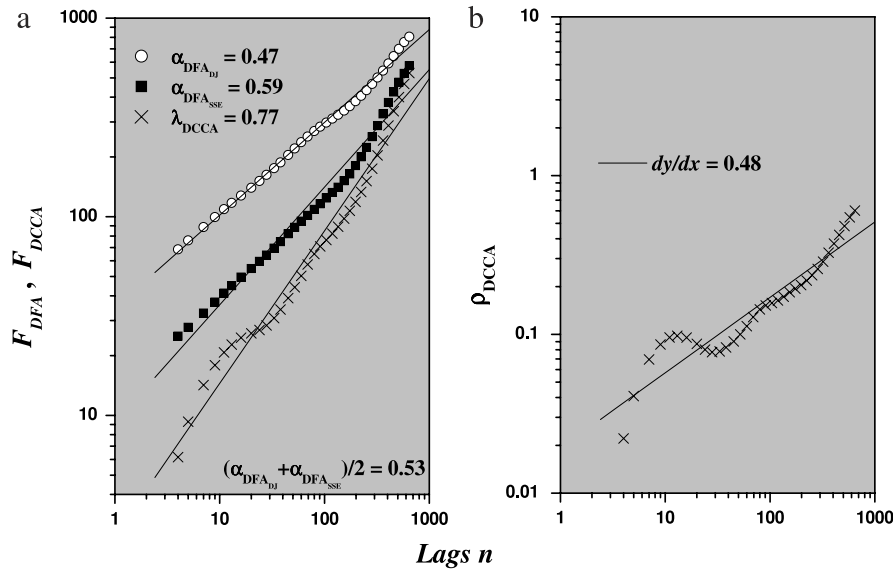 a
1000
100
10
F_DFA , F_DCCA
α_DFA_DJ = 0.47
α_DFA_SSE = 0.59
λ_DCCA = 0.77
(α_DFA_DJ +α_DFA_SSE )/2 = 0.53
1 10 100 1000
b
10
1
0.1
0.01
ρ_DCCA
dy/dx = 0.48
1 10 100 1000
Lags n